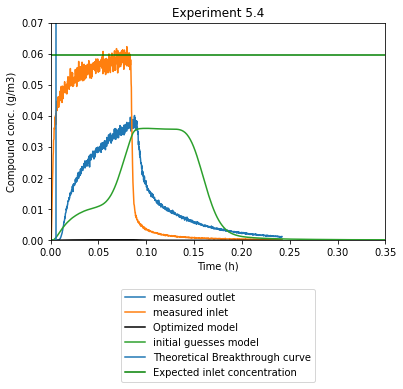 Experiment 5.4
Compound conc. (g/m3)
0.07
0.06
0.05
0.04
0.03
0.02
0.01
0.00
0.00 0.05 0.10 0.15 0.20 0.25 0.30 0.35
Time (h)
measured outlet
measured inlet
Optimized model
initial guesses model
Theoretical Breakthrough curve
Expected inlet concentration